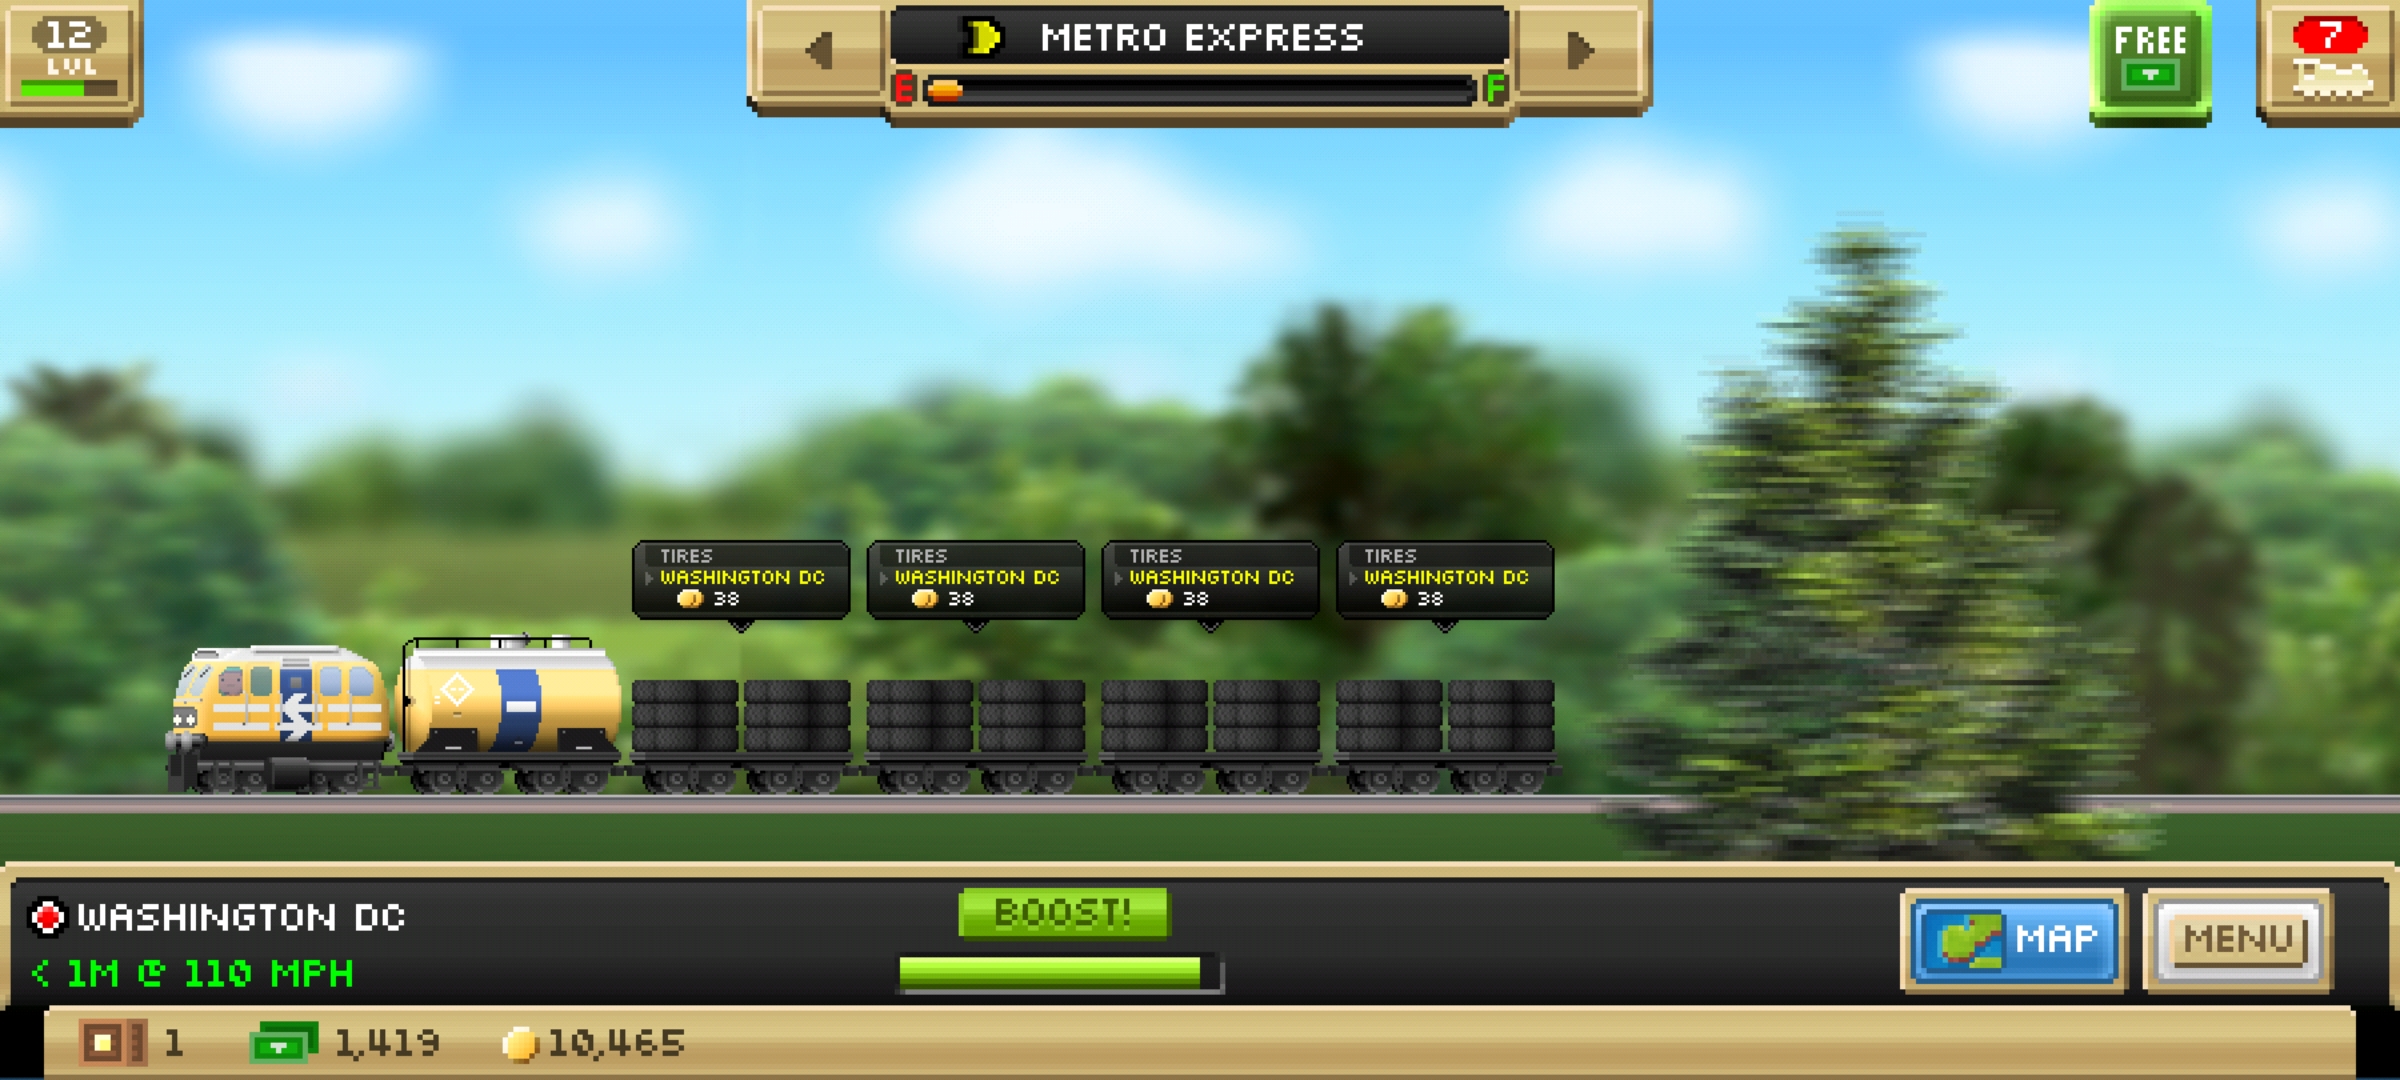 12
LVL
METRO EXPRESS
E F
FREE
7
TIRES
WASHINGTON DC
38
TIRES
WASHINGTON DC
38
TIRES
WASHINGTON DC
38
TIRES
WASHINGTON DC
38
WASHINGTON DC
< 1M @ 110 MPH
BOOST!
MAP
MENU
1
1,419
10,465